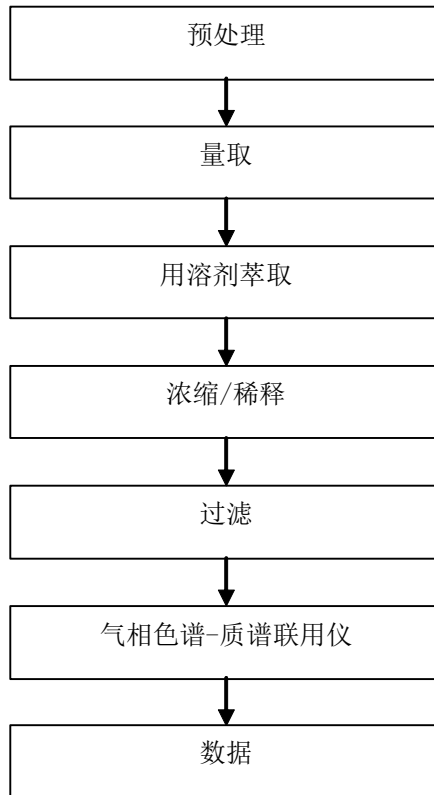 预处理
量取
用溶剂萃取
浓缩/稀释
过滤
气相色谱-质谱联用仪
数据